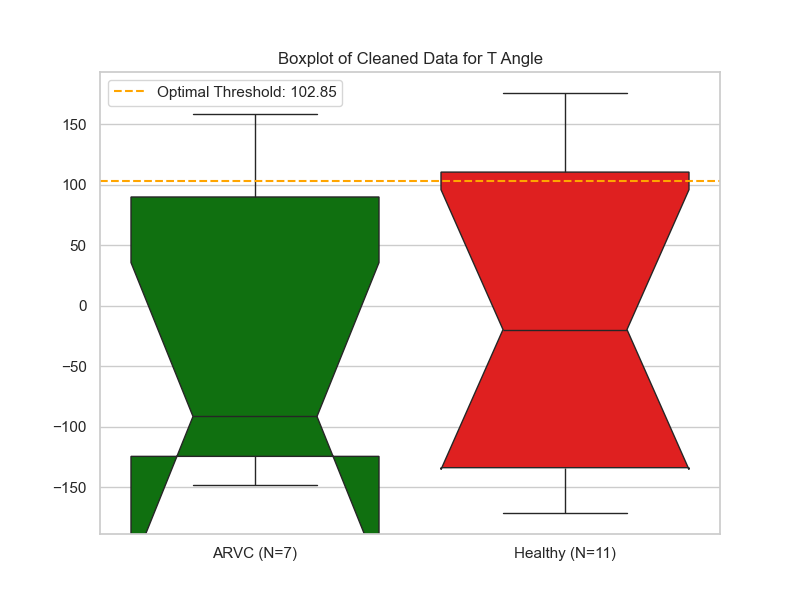 Boxplot of Cleaned Data for T Angle
Optimal Threshold: 102.85
150
100
50
0
−50
−100
−150
ARVC (N=7)
Healthy (N=11)